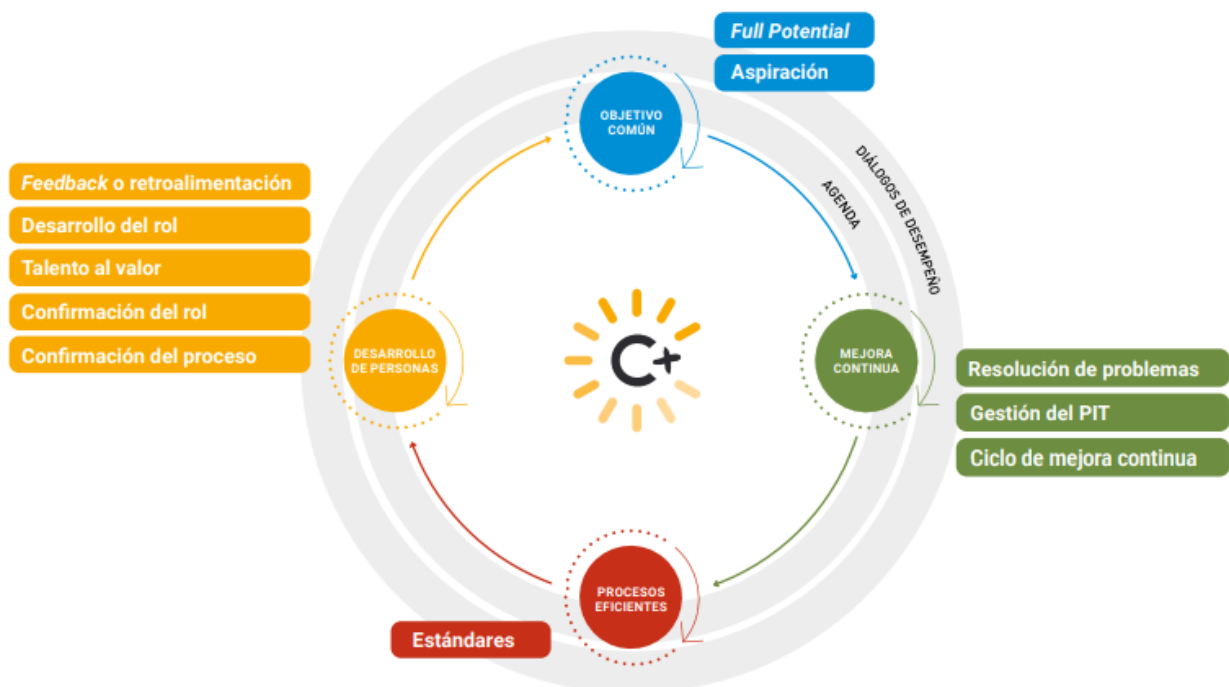 Full Potential
Aspiración
OBJETIVO
COMÚN
DIÁLOGOS DE DESEMPEÑO
AGENDA
Feedback o retroalimentación
Desarrollo del rol
Talento al valor
Confirmación del rol
Confirmación del proceso
DESARROLLO
DE PERSONAS
C+
MEJORA
CONTINUA
Resolución de problemas
Gestión del PIT
Ciclo de mejora continua
PROCESOS
EFICIENTES
Estándares